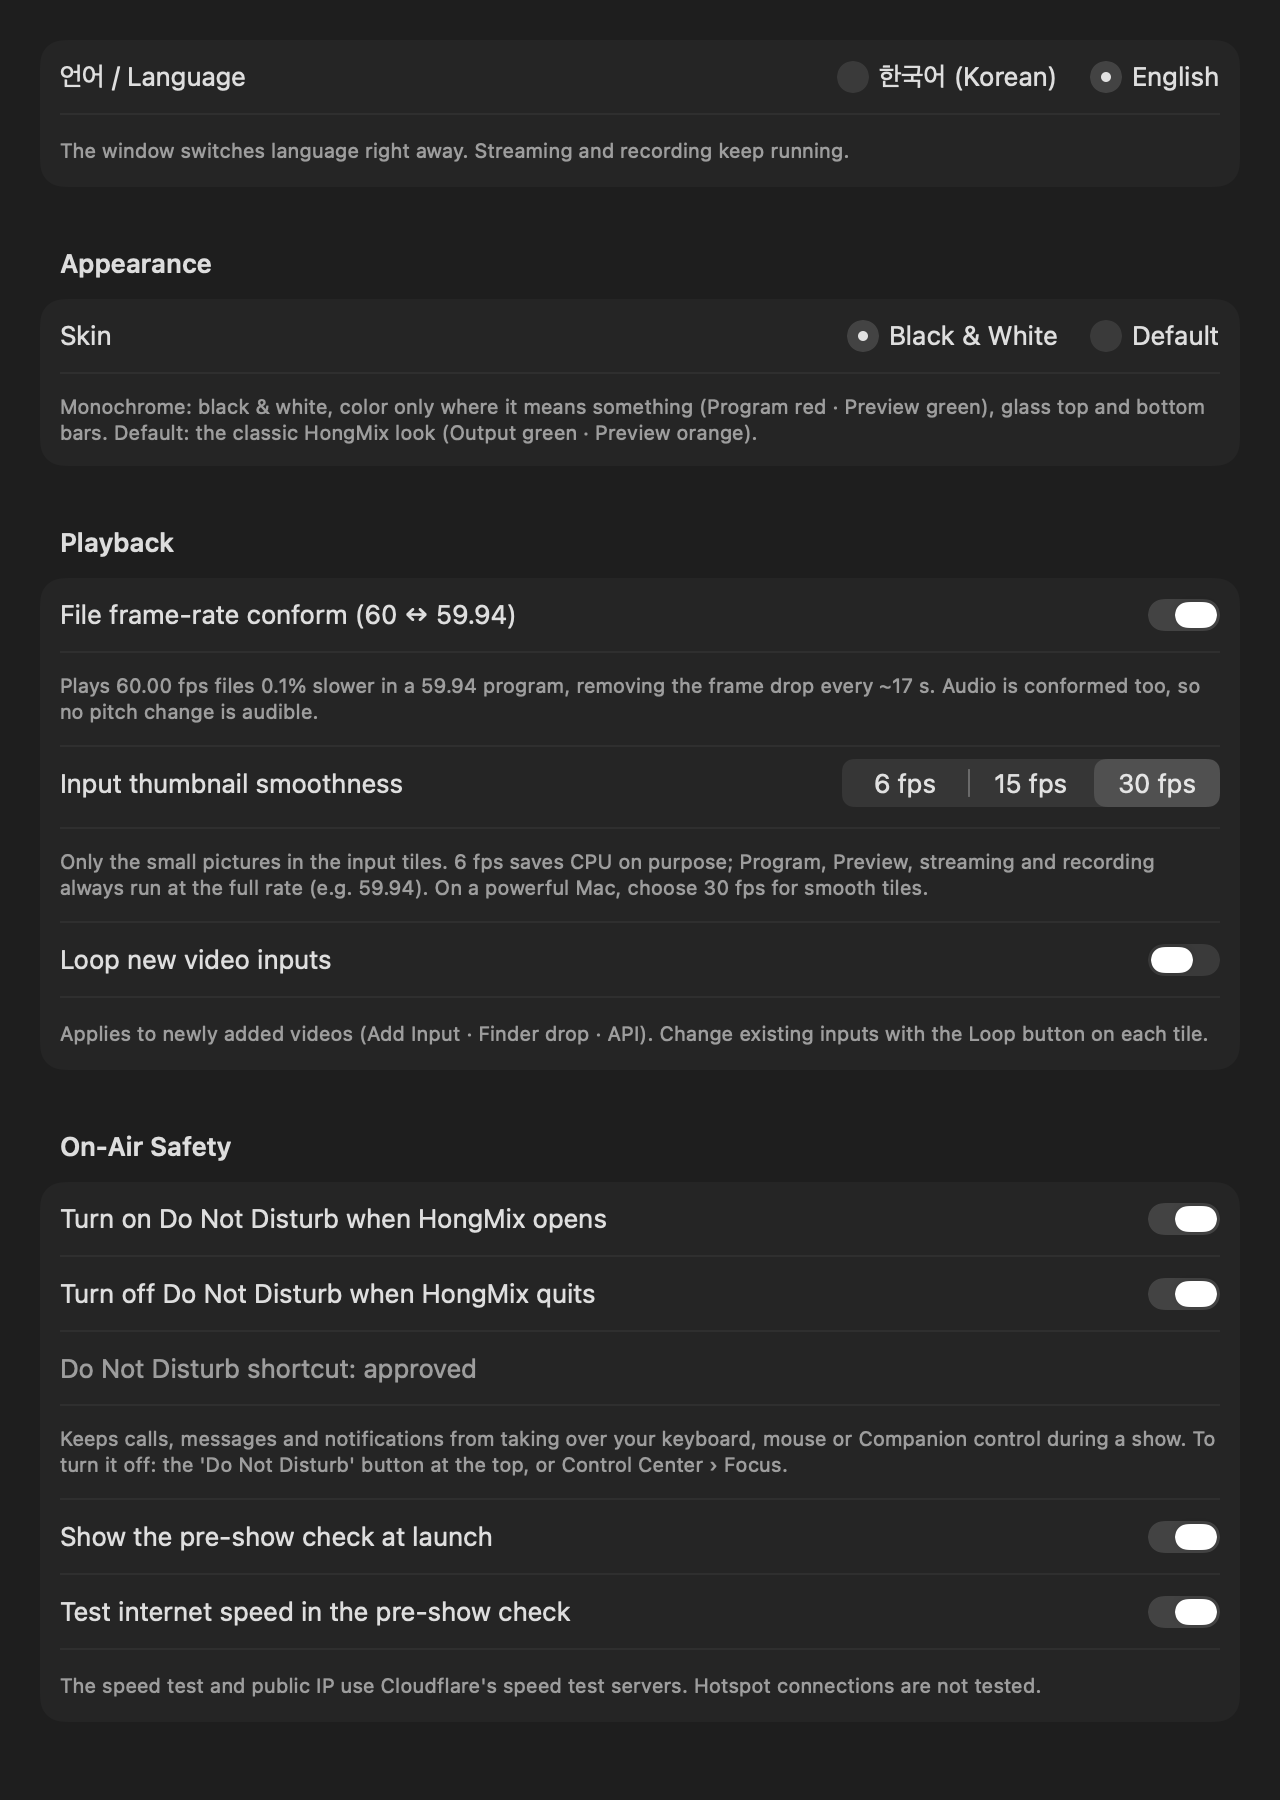 언어 / Language
한국어 (Korean)
English
The window switches language right away. Streaming and recording keep running.
Appearance
Skin
Black & White
Default
Monochrome: black & white, color only where it means something (Program red · Preview green), glass top and bottom
bars. Default: the classic HongMix look (Output green · Preview orange).
Playback
File frame-rate conform (60 ↔ 59.94)
Plays 60.00 fps files 0.1% slower in a 59.94 program, removing the frame drop every ~17 s. Audio is conformed too, so
no pitch change is audible.
Input thumbnail smoothness
6 fps
15 fps
30 fps
Only the small pictures in the input tiles. 6 fps saves CPU on purpose; Program, Preview, streaming and recording
always run at the full rate (e.g. 59.94). On a powerful Mac, choose 30 fps for smooth tiles.
Loop new video inputs
Applies to newly added videos (Add Input · Finder drop · API). Change existing inputs with the Loop button on each tile.
On-Air Safety
Turn on Do Not Disturb when HongMix opens
Turn off Do Not Disturb when HongMix quits
Do Not Disturb shortcut: approved
Keeps calls, messages and notifications from taking over your keyboard, mouse or Companion control during a show. To
turn it off: the 'Do Not Disturb' button at the top, or Control Center › Focus.
Show the pre-show check at launch
Test internet speed in the pre-show check
The speed test and public IP use Cloudflare's speed test servers. Hotspot connections are not tested.